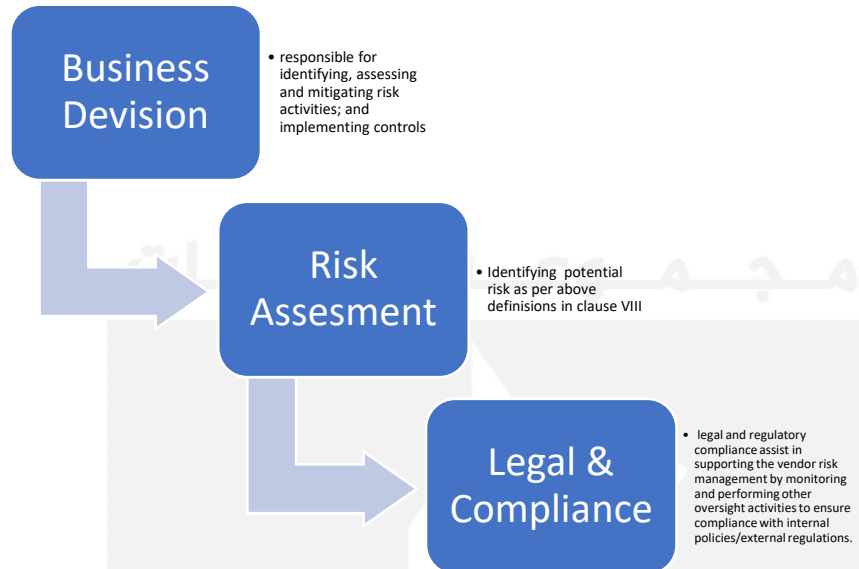 Business
Devision
• responsible for
identifying, assessing
and mitigating risk
activities; and
implementing controls
Risk
Assesment
• Identifying potential
risk as per above
definisions in clause VIII
Legal &
Compliance
• legal and regulatory
compliance assist in
supporting the vendor risk
management by monitoring
and performing other
oversight activities to ensure
compliance with internal
policies/external regulations.